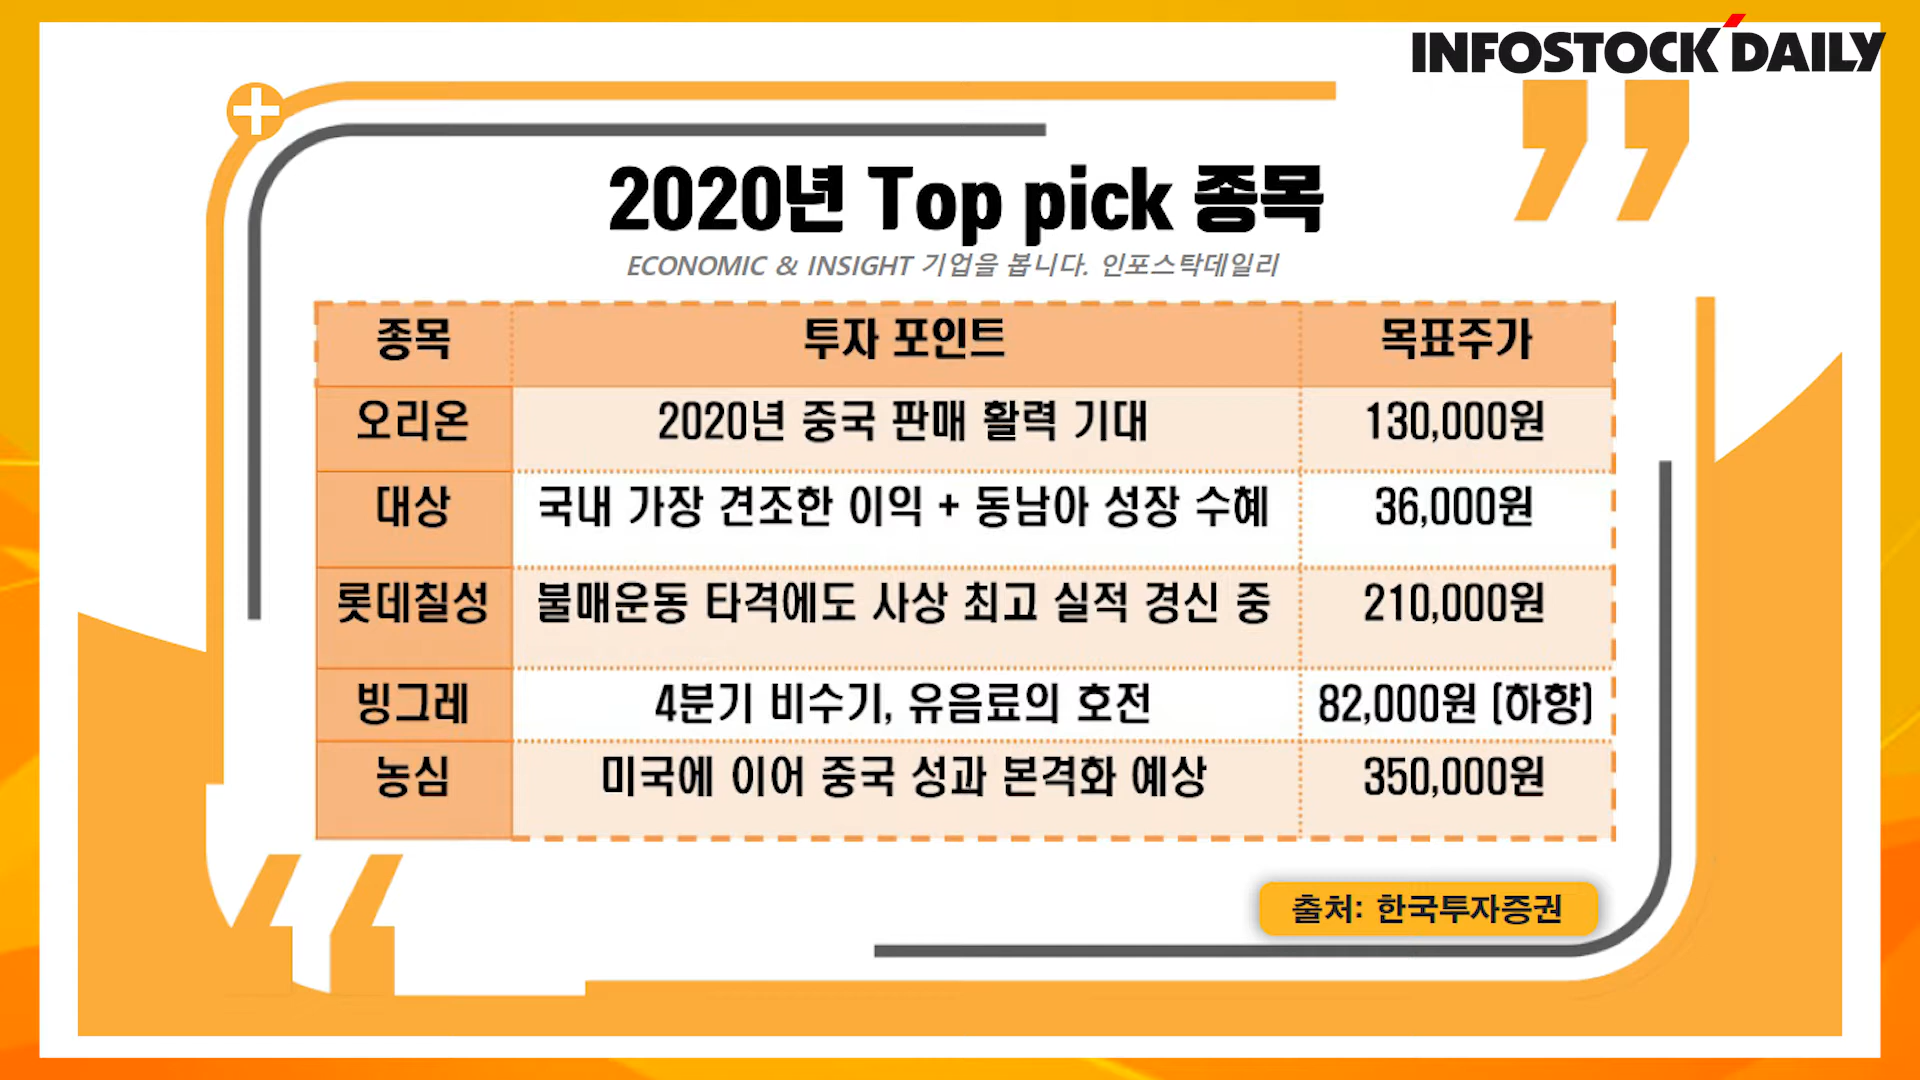 INFOSTOCK DAILY
2020년 Top pick 종목
ECONOMIC & INSIGHT 기업을 봅니다. 인포스탁데일리
종목 투자 포인트 목표주가
오리온 2020년 중국 판매 활력 기대 130,000원
대상 국내 가장 견조한 이익 + 동남아 성장 수혜 36,000원
롯데칠성 불매운동 타격에도 사상 최고 실적 경신 중 210,000원
빙그레 4분기 비수기, 유음료의 호전 82,000원 (하향)
농심 미국에 이어 중국 성과 본격화 예상 350,000원
출처: 한국투자증권